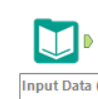 Input Data (